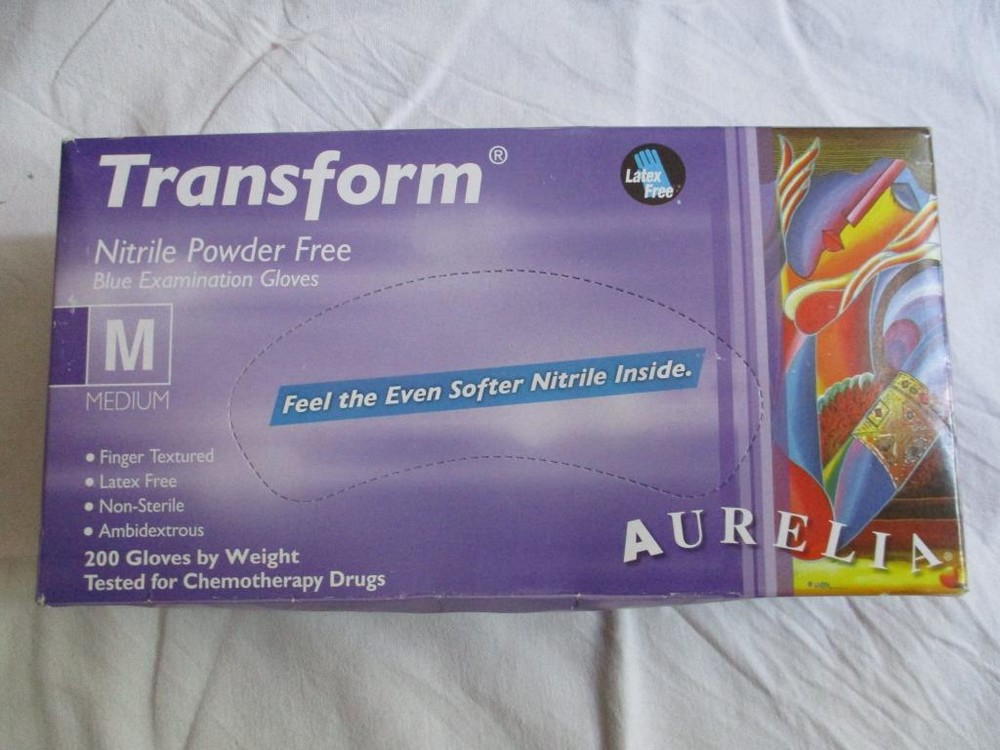 Transform®
Latex
Free
Nitrile Powder Free
Blue Examination Gloves
M
MEDIUM
Feel the Even Softer Nitrile Inside.
• Finger Textured
• Latex Free
• Non-Sterile
• Ambidextrous
200 Gloves by Weight
Tested for Chemotherapy Drugs
AURELIA®